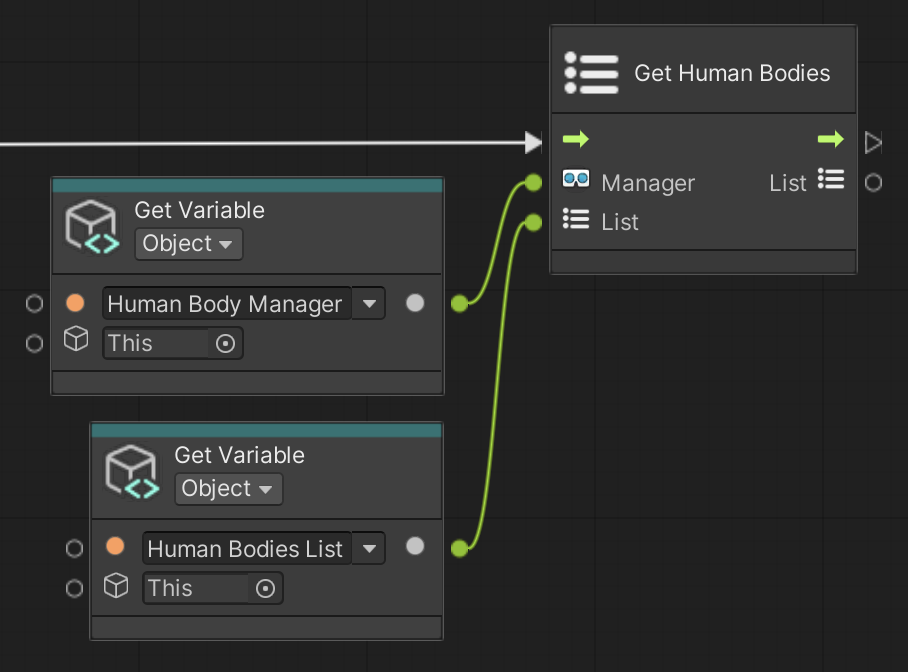 Get Human Bodies
Manager
List
List
Get Variable
Object
Human Body Manager
This
Get Variable
Object
Human Bodies List
This